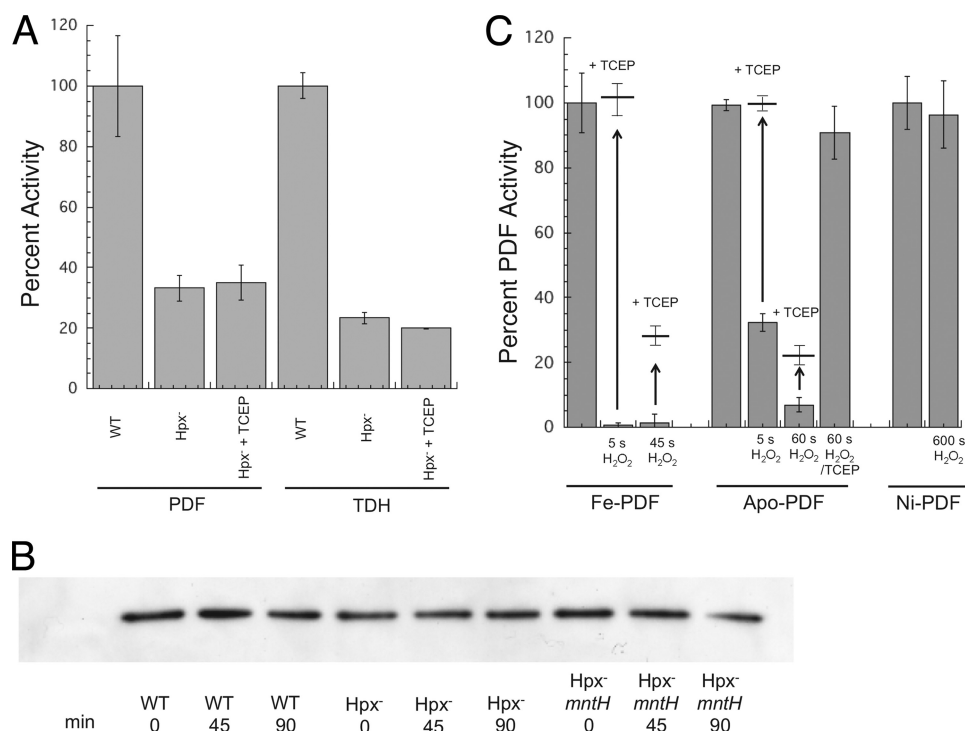 A
120
100
80
60
40
20
0
Percent Activity
WT
Hpx-
Hpx- + TCEP
WT
Hpx-
Hpx- + TCEP
PDF
TDH
C
120
100
80
60
40
20
0
Percent PDF Activity
+ TCEP
+ TCEP
+ TCEP
+ TCEP
5 s
H2O2
45 s
H2O2
5 s
H2O2
60 s
H2O2
60 s
H2O2
/TCEP
600 s
H2O2
Fe-PDF
Apo-PDF
Ni-PDF
B
min
WT
0
WT
45
WT
90
Hpx-
0
Hpx-
45
Hpx-
90
Hpx-
mntH
0
Hpx-
mntH
45
Hpx-
mntH
90